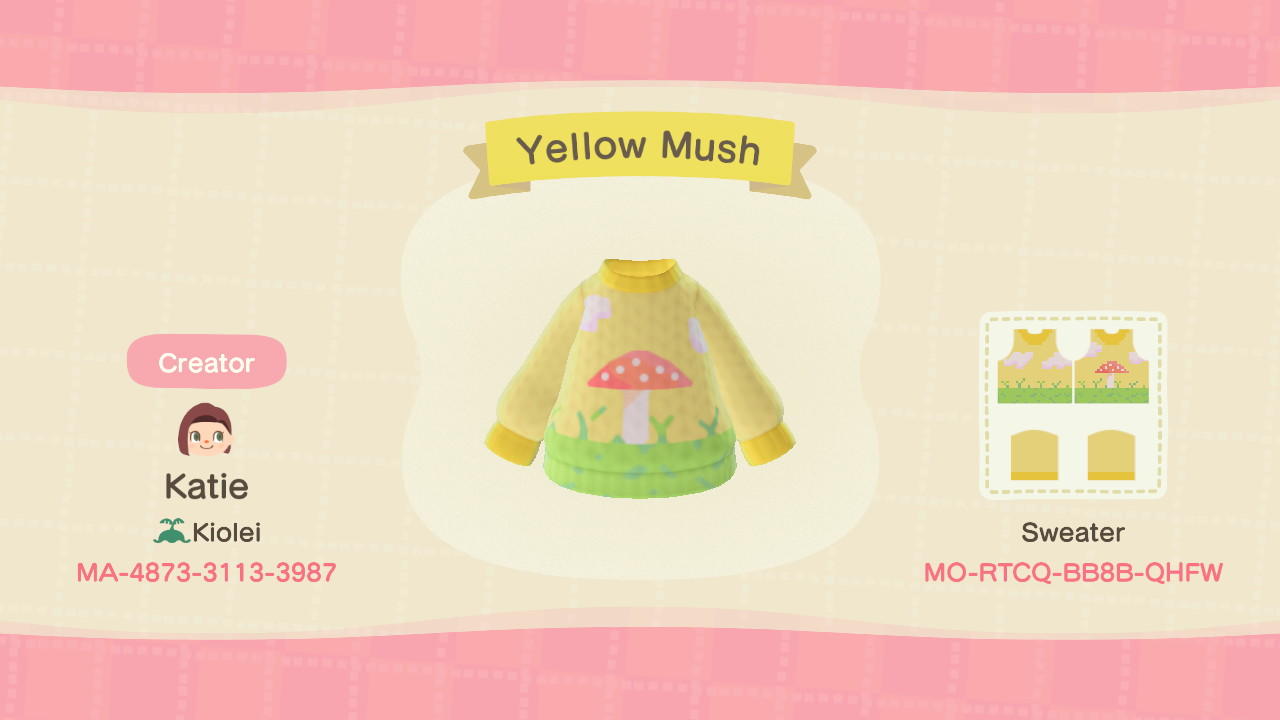 Yellow Mush
Creator
Katie
Kiolei
MA-4873-3113-3987
Sweater
MO-RTCQ-BB8B-QHFW